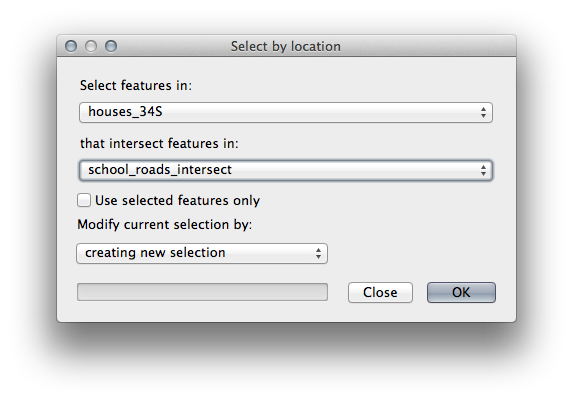 Select by location
Select features in:
houses_34S
that intersect features in:
school_roads_intersect
Use selected features only
Modify current selection by:
creating new selection
Close OK